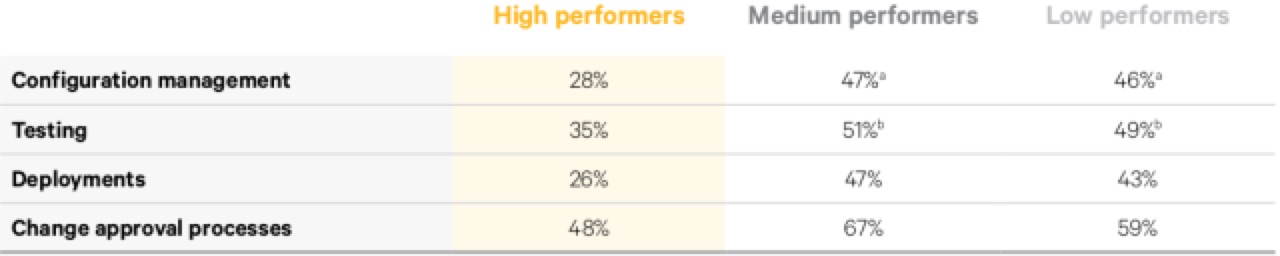 High performers Medium performers Low performers
Configuration management 28% 47%ᵃ 46%ᵃ
Testing 35% 51%ᵇ 49%ᵇ
Deployments 26% 47% 43%
Change approval processes 48% 67% 59%